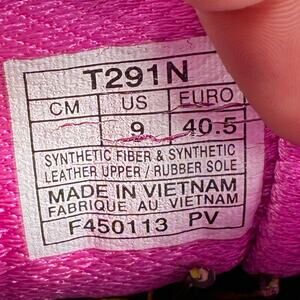 T291N
CM US EURO
9 40.5
SYNTHETIC FIBER & SYNTHETIC
LEATHER UPPER / RUBBER SOLE
MADE IN VIETNAM
FABRIQUE AU VIETNAM
F450113 PV